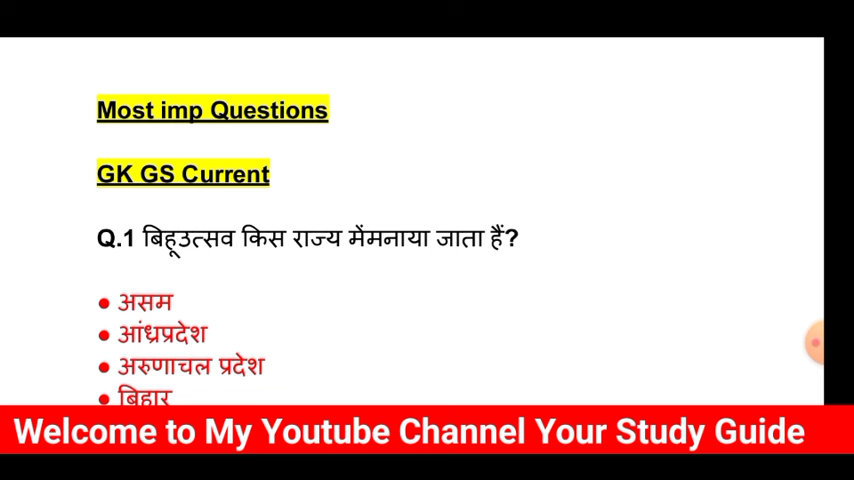 Most imp Questions
GK GS Current
Q.1 बिहूउत्सव किस राज्य मेंमनाया जाता हैं?
● असम
● आंध्रप्रदेश
● अरुणाचल प्रदेश
● बिहार
Welcome to My Youtube Channel Your Study Guide